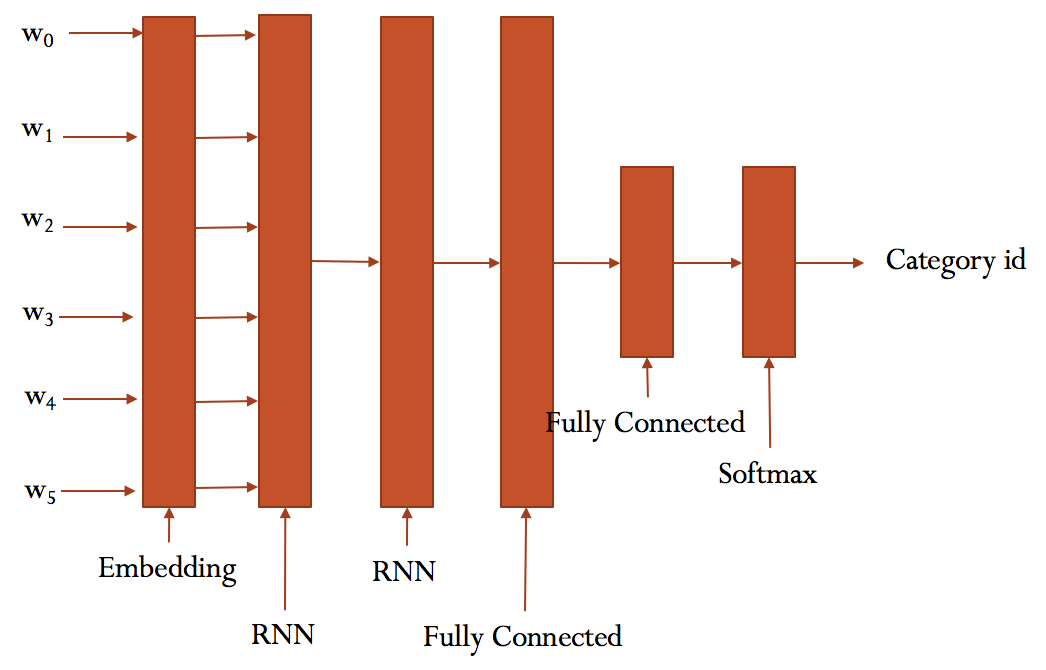 w0
w1
w2
w3
w4
w5
Category id
Fully Connected
Softmax
Embedding
RNN
RNN
Fully Connected